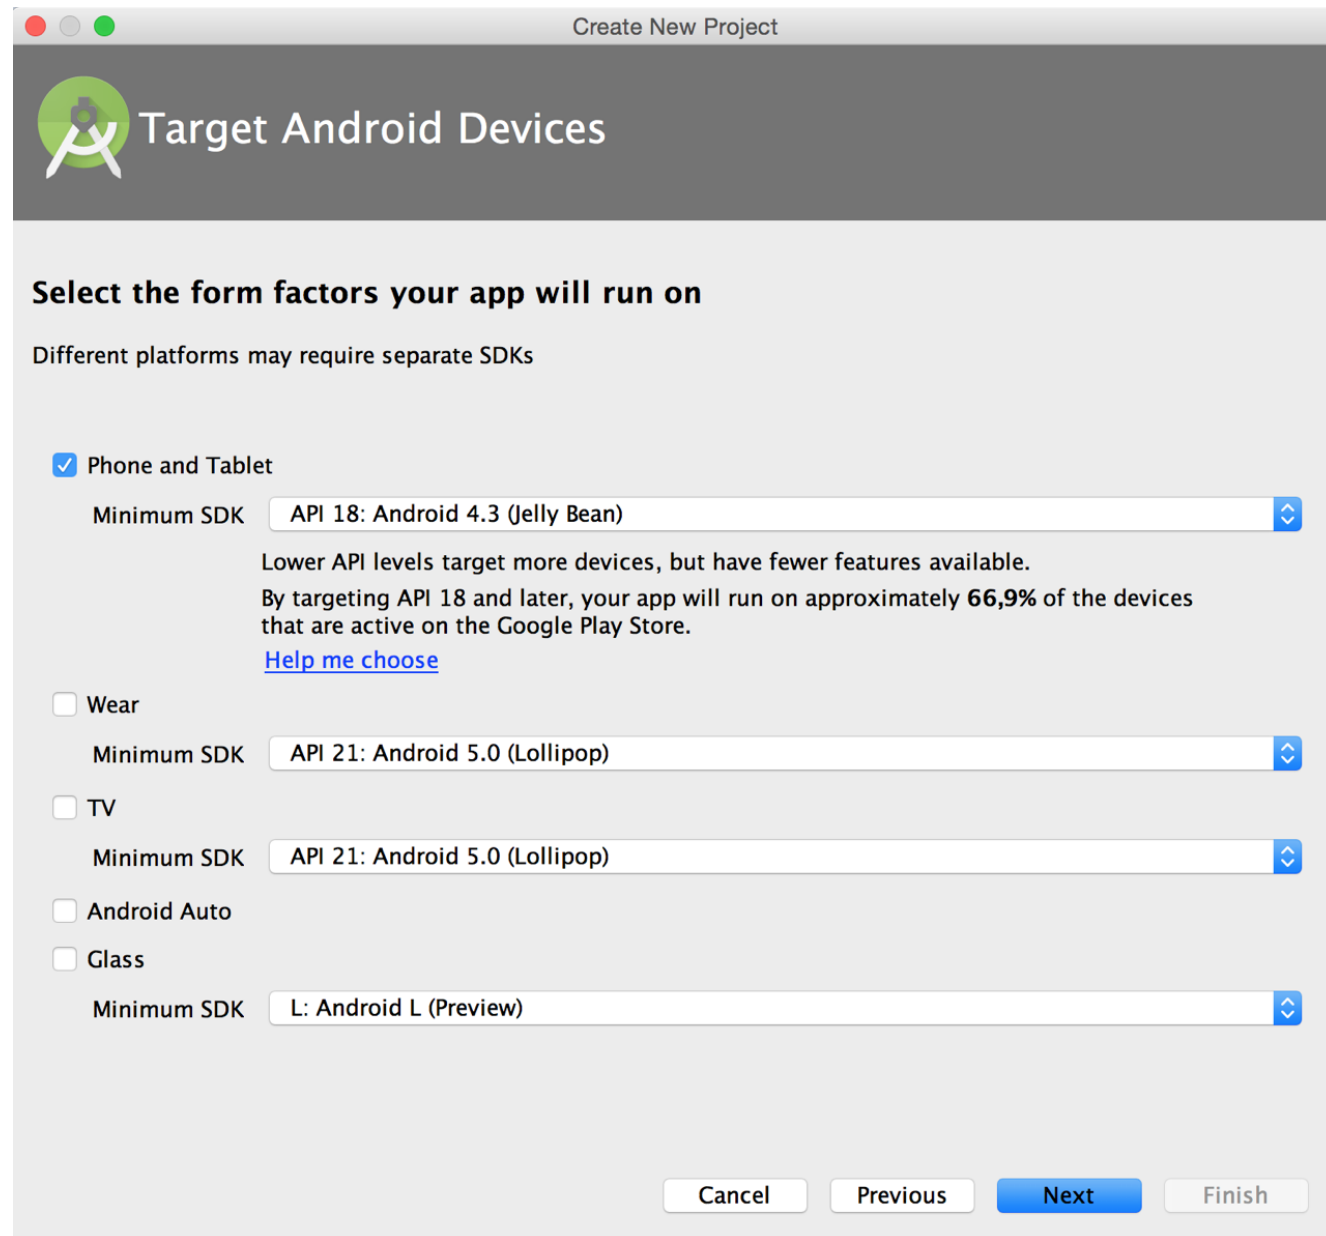 Create New Project
Target Android Devices
Select the form factors your app will run on
Different platforms may require separate SDKs
Phone and Tablet
Minimum SDK API 18: Android 4.3 (Jelly Bean)
Lower API levels target more devices, but have fewer features available.
By targeting API 18 and later, your app will run on approximately 66,9% of the devices
that are active on the Google Play Store.
Help me choose
Wear
Minimum SDK API 21: Android 5.0 (Lollipop)
TV
Minimum SDK API 21: Android 5.0 (Lollipop)
Android Auto
Glass
Minimum SDK L: Android L (Preview)
Cancel Previous Next Finish